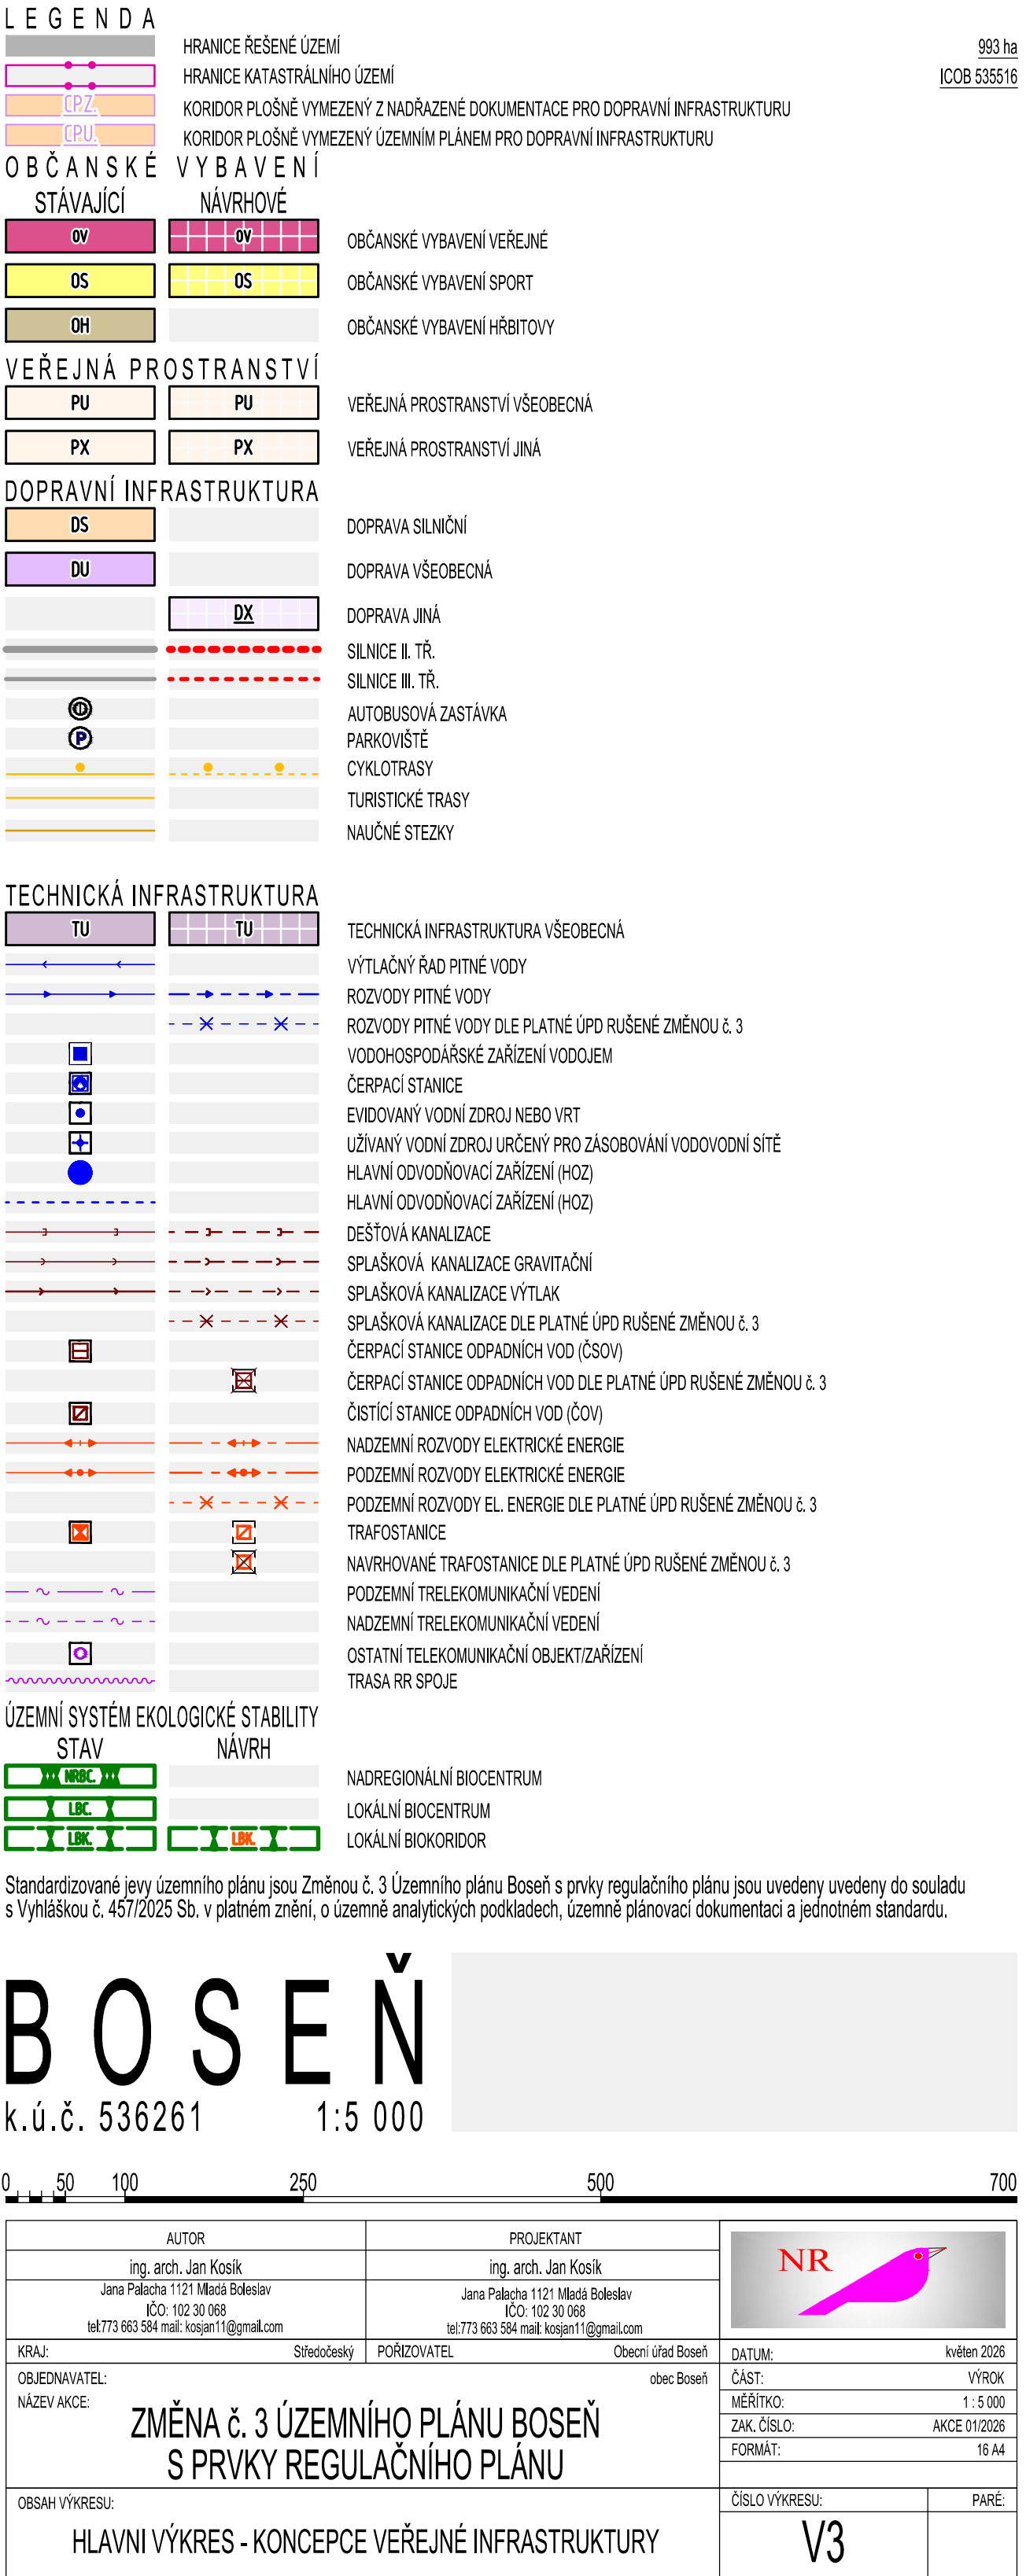 LEGENDA
HRANICE ŘEŠENÉ ÚZEMÍ 993 ha
HRANICE KATASTRÁLNÍHO ÚZEMÍ ICOB 535516
CPZ. KORIDOR PLOŠNĚ VYMEZENÝ Z NADŘAZENÉ DOKUMENTACE PRO DOPRAVNÍ INFRASTRUKTURU
CPU. KORIDOR PLOŠNĚ VYMEZENÝ ÚZEMNÍM PLÁNEM PRO DOPRAVNÍ INFRASTRUKTURU
OBČANSKÉ VYBAVENÍ
STÁVAJÍCÍ NÁVRHOVÉ
OV OV OBČANSKÉ VYBAVENÍ VEŘEJNÉ
OS OS OBČANSKÉ VYBAVENÍ SPORT
OH OBČANSKÉ VYBAVENÍ HŘBITOVY
VEŘEJNÁ PROSTRANSTVÍ
PU PU VEŘEJNÁ PROSTRANSTVÍ VŠEOBECNÁ
PX PX VEŘEJNÁ PROSTRANSTVÍ JINÁ
DOPRAVNÍ INFRASTRUKTURA
DS DOPRAVA SILNIČNÍ
DU DOPRAVA VŠEOBECNÁ
DX DOPRAVA JINÁ
SILNICE II. TŘ.
SILNICE III. TŘ.
AUTOBUSOVÁ ZASTÁVKA
P PARKOVIŠTĚ
CYKLOTRASY
TURISTICKÉ TRASY
NAUČNÉ STEZKY
TECHNICKÁ INFRASTRUKTURA
TU TU TECHNICKÁ INFRASTRUKTURA VŠEOBECNÁ
VÝTLAČNÝ ŘAD PITNÉ VODY
ROZVODY PITNÉ VODY
ROZVODY PITNÉ VODY DLE PLATNÉ ÚPD RUŠENÉ ZMĚNOU č. 3
VODOHOSPODÁŘSKÉ ZAŘÍZENÍ VODOJEM
ČERPACÍ STANICE
EVIDOVANÝ VODNÍ ZDROJ NEBO VRT
UŽÍVANÝ VODNÍ ZDROJ URČENÝ PRO ZÁSOBOVÁNÍ VODOVODNÍ SÍTĚ
HLAVNÍ ODVODŇOVACÍ ZAŘÍZENÍ (HOZ)
HLAVNÍ ODVODŇOVACÍ ZAŘÍZENÍ (HOZ)
DEŠŤOVÁ KANALIZACE
SPLAŠKOVÁ KANALIZACE GRAVITAČNÍ
SPLAŠKOVÁ KANALIZACE VÝTLAK
SPLAŠKOVÁ KANALIZACE DLE PLATNÉ ÚPD RUŠENÉ ZMĚNOU č. 3
ČERPACÍ STANICE ODPADNÍCH VOD (ČSOV)
ČERPACÍ STANICE ODPADNÍCH VOD DLE PLATNÉ ÚPD RUŠENÉ ZMĚNOU č. 3
ČISTÍCÍ STANICE ODPADNÍCH VOD (ČOV)
NADZEMNÍ ROZVODY ELEKTRICKÉ ENERGIE
PODZEMNÍ ROZVODY ELEKTRICKÉ ENERGIE
PODZEMNÍ ROZVODY EL. ENERGIE DLE PLATNÉ ÚPD RUŠENÉ ZMĚNOU č. 3
TRAFOSTANICE
NAVRHOVANÉ TRAFOSTANICE DLE PLATNÉ ÚPD RUŠENÉ ZMĚNOU č. 3
PODZEMNÍ TRELEKOMUNIKAČNÍ VEDENÍ
NADZEMNÍ TRELEKOMUNIKAČNÍ VEDENÍ
OSTATNÍ TELEKOMUNIKAČNÍ OBJEKT/ZAŘÍZENÍ
TRASA RR SPOJE
ÚZEMNÍ SYSTÉM EKOLOGICKÉ STABILITY
STAV NÁVRH
NRBC. NADREGIONÁLNÍ BIOCENTRUM
LBC. LOKÁLNÍ BIOCENTRUM
LBK. LBK. LOKÁLNÍ BIOKORIDOR
Standardizované jevy územního plánu jsou Změnou č. 3 Územního plánu Boseň s prvky regulačního plánu jsou uvedeny uvedeny do souladu
s Vyhláškou č. 457/2025 Sb. v platném znění, o územně analytických podkladech, územně plánovací dokumentaci a jednotném standardu.
BOSEŇ
k.ú.č. 536261 1:5 000
0 50 100 250 500 700
AUTOR PROJEKTANT
ing. arch. Jan Kosík ing. arch. Jan Kosík NR
Jana Palacha 1121 Mladá Boleslav Jana Palacha 1121 Mladá Boleslav
IČO: 102 30 068 IČO: 102 30 068
tel:773 663 584 mail: kosjan11@gmail.com tel:773 663 584 mail: kosjan11@gmail.com
KRAJ: Středočeský POŘIZOVATEL Obecní úřad Boseň DATUM: květen 2026
OBJEDNAVATEL: obec Boseň ČÁST: VÝROK
NÁZEV AKCE: MĚŘÍTKO: 1 : 5 000
ZMĚNA č. 3 ÚZEMNÍHO PLÁNU BOSEŇ ZAK. ČÍSLO: AKCE 01/2026
S PRVKY REGULAČNÍHO PLÁNU FORMÁT: 16 A4
OBSAH VÝKRESU: ČÍSLO VÝKRESU: PARÉ:
HLAVNI VÝKRES - KONCEPCE VEŘEJNÉ INFRASTRUKTURY V3